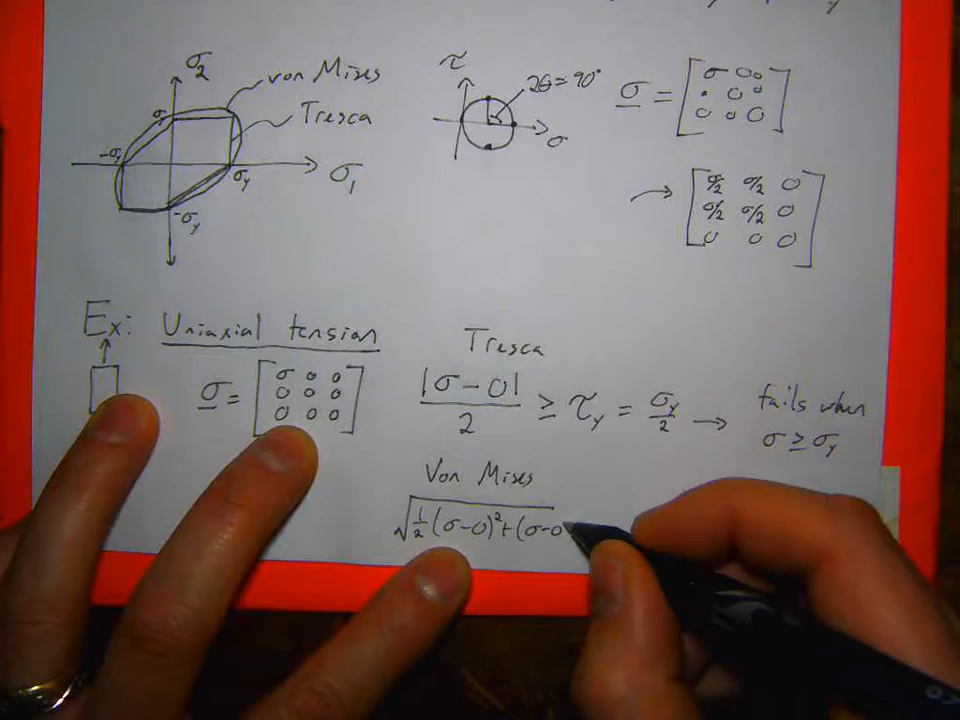 σ₂
von Mises
Tresca
σy
-σy
σy
σ₁
-σy
τ
2θ = 90°
σ
σ = [σ 0 0
· 0 0
0 0 0]
→ [σ/2 σ/2 0
σ/2 σ/2 0
0 0 0]
Ex: Uniaxial tension
σ = [σ 0 0
0 0 0
0 0 0]
Tresca
|σ-0|/2 ≥ τy = σy/2 → fails when
σ ≥ σy
Von Mises
√½(σ-0)²+(σ-0